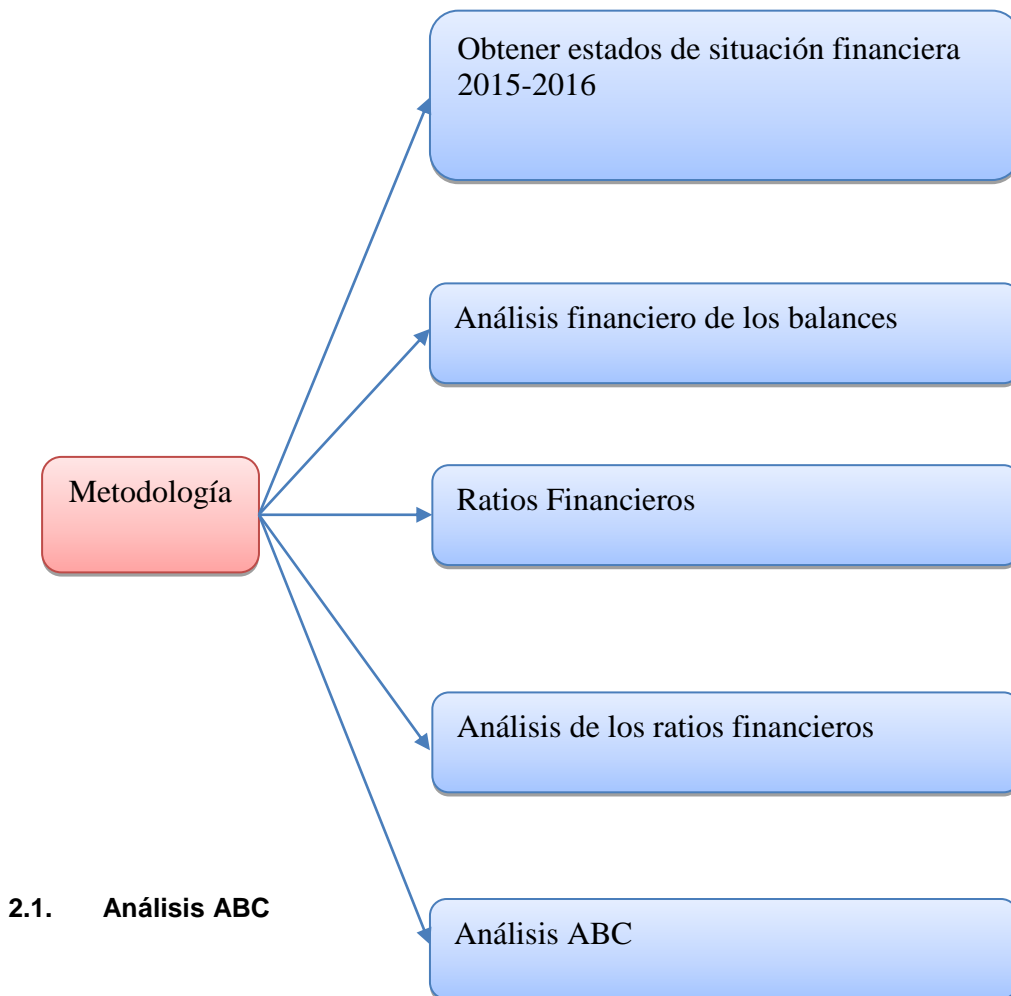 Obtener estados de situación financiera
2015-2016
Análisis financiero de los balances
Metodología
Ratios Financieros
Análisis de los ratios financieros
2.1. Análisis ABC
Análisis ABC